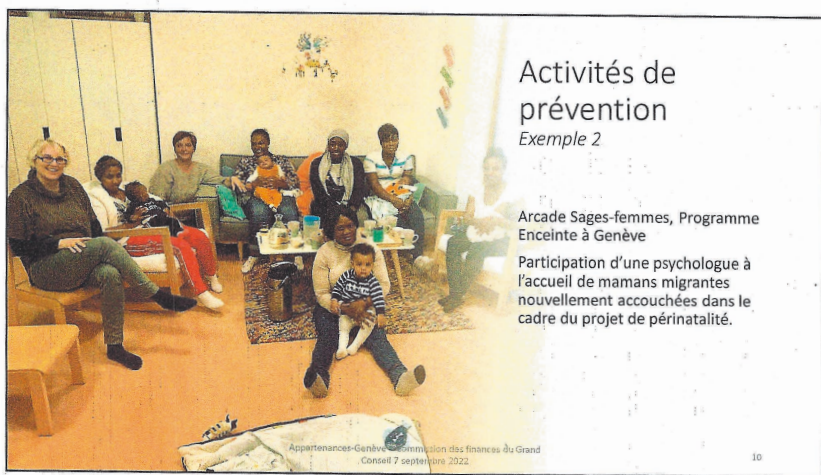 Activités de
prévention
Exemple 2
Arcade Sages-femmes, Programme
Enceinte à Genève
Participation d'une psychologue à
l'accueil de mamans migrantes
nouvellement accouchées dans le
cadre du projet de périnatalité.
Appartenances-Genève - Commission des finances du Grand
Conseil 7 septembre 2022
10